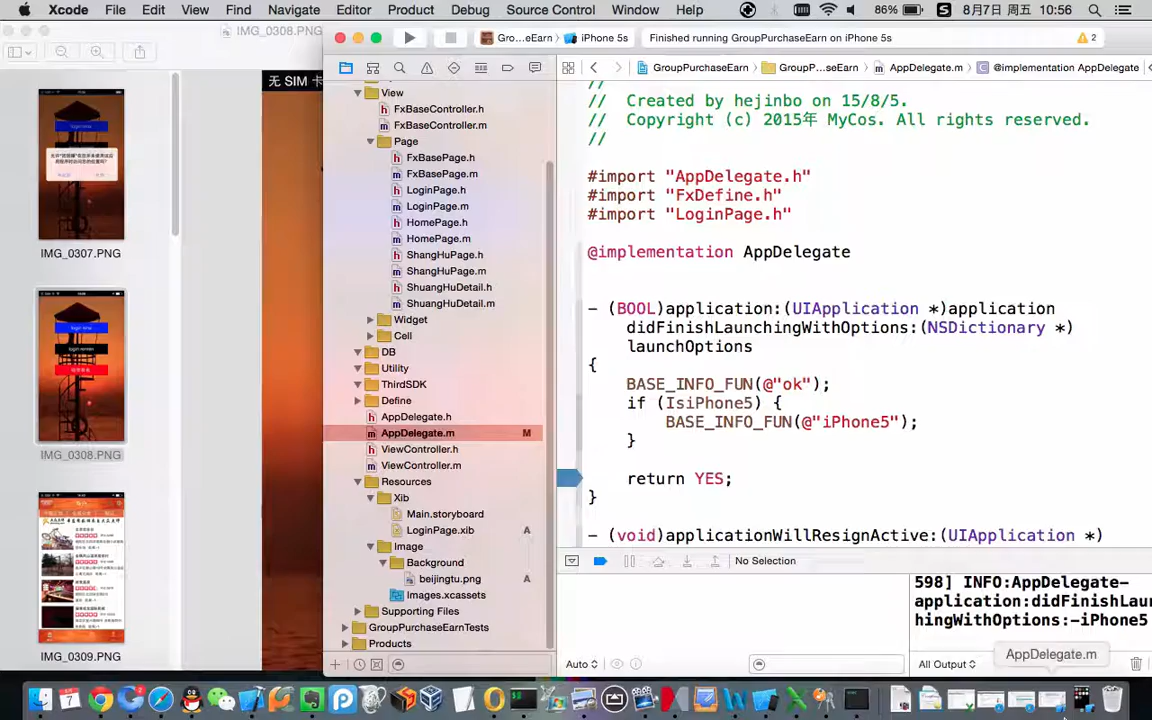 Xcode File Edit View Find Navigate Editor Product Debug Source Control Window Help 86% 8月7日 周五 10:56
IMG_0308.PNG
Gro...eEarn iPhone 5s Finished running GroupPurchaseEarn on iPhone 5s 2
GroupPurchaseEarn GroupP...seEarn AppDelegate.m @implementation AppDelegate
无 SIM 卡
IMG_0307.PNG
IMG_0308.PNG
IMG_0309.PNG
View
FxBaseController.h
FxBaseController.m
Page
FxBasePage.h
FxBasePage.m
LoginPage.h
LoginPage.m
HomePage.h
HomePage.m
ShangHuPage.h
ShangHuPage.m
ShuangHuDetail.h
ShuangHuDetail.m
Widget
Cell
DB
Utility
ThirdSDK
Define
AppDelegate.h
AppDelegate.m M
ViewController.h
ViewController.m
Resources
Xib
Main.storyboard
LoginPage.xib A
Image
Background
beijingtu.png A
Images.xcassets
Supporting Files
GroupPurchaseEarnTests
Products
//
// Created by hejinbo on 15/8/5.
// Copyright (c) 2015年 MyCos. All rights reserved.
//
#import "AppDelegate.h"
#import "FxDefine.h"
#import "LoginPage.h"
@implementation AppDelegate
- (BOOL)application:(UIApplication *)application
didFinishLaunchingWithOptions:(NSDictionary *)
launchOptions
{
BASE_INFO_FUN(@"ok");
if (IsiPhone5) {
BASE_INFO_FUN(@"iPhone5");
}
return YES;
}
- (void)applicationWillResignActive:(UIApplication *)
No Selection
598] INFO:AppDelegate-
application:didFinishLau
hingWithOptions:-iPhone5
Auto
All Output
AppDelegate.m